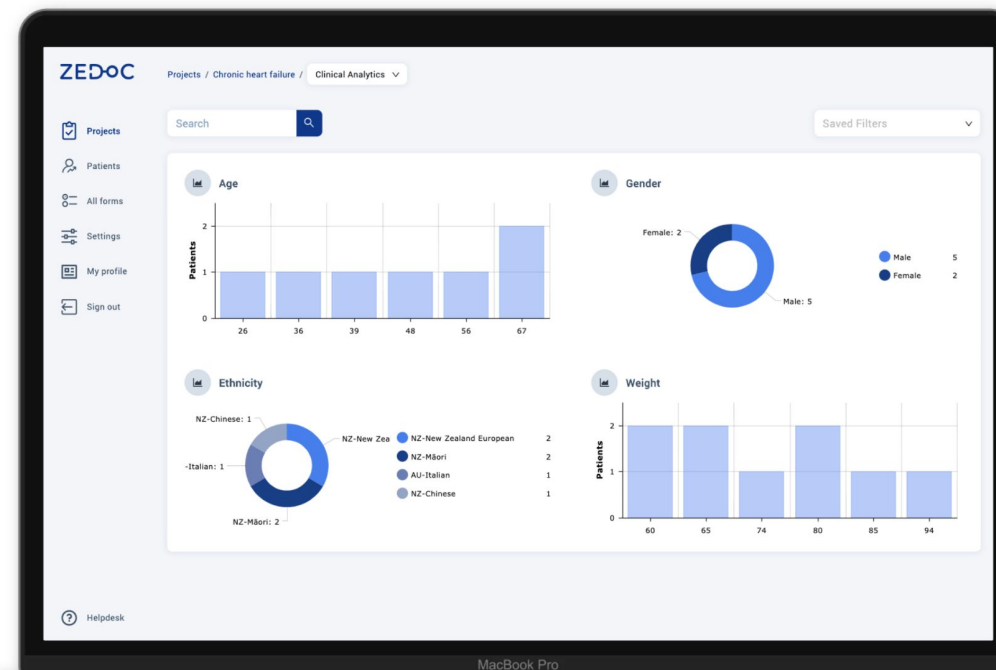 ZEDOC
Projects / Chronic heart failure / Clinical Analytics
Projects
Patients
All forms
Settings
My profile
Sign out
Helpdesk
Search
Saved Filters
Age
Patients
2
1
0
26 36 39 48 56 67
Gender
Female: 2
Male: 5
Male 5
Female 2
Ethnicity
NZ-Chinese: 1
NZ-New Zea
-Italian: 1
NZ-Māori: 2
NZ-New Zealand European 2
NZ-Māori 2
AU-Italian 1
NZ-Chinese 1
Weight
Patients
2
1
0
60 65 74 80 85 94
MacBook Pro